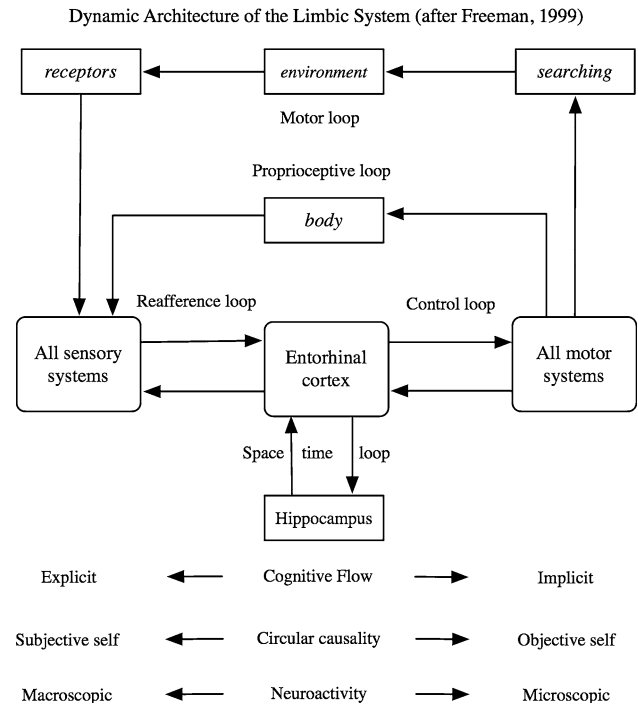 Dynamic Architecture of the Limbic System (after Freeman, 1999)
receptors
environment
searching
Motor loop
Proprioceptive loop
body
Reafference loop
Control loop
All sensory
systems
Entorhinal
cortex
All motor
systems
Space time loop
Hippocampus
Explicit Cognitive Flow Implicit
Subjective self Circular causality Objective self
Macroscopic Neuroactivity Microscopic